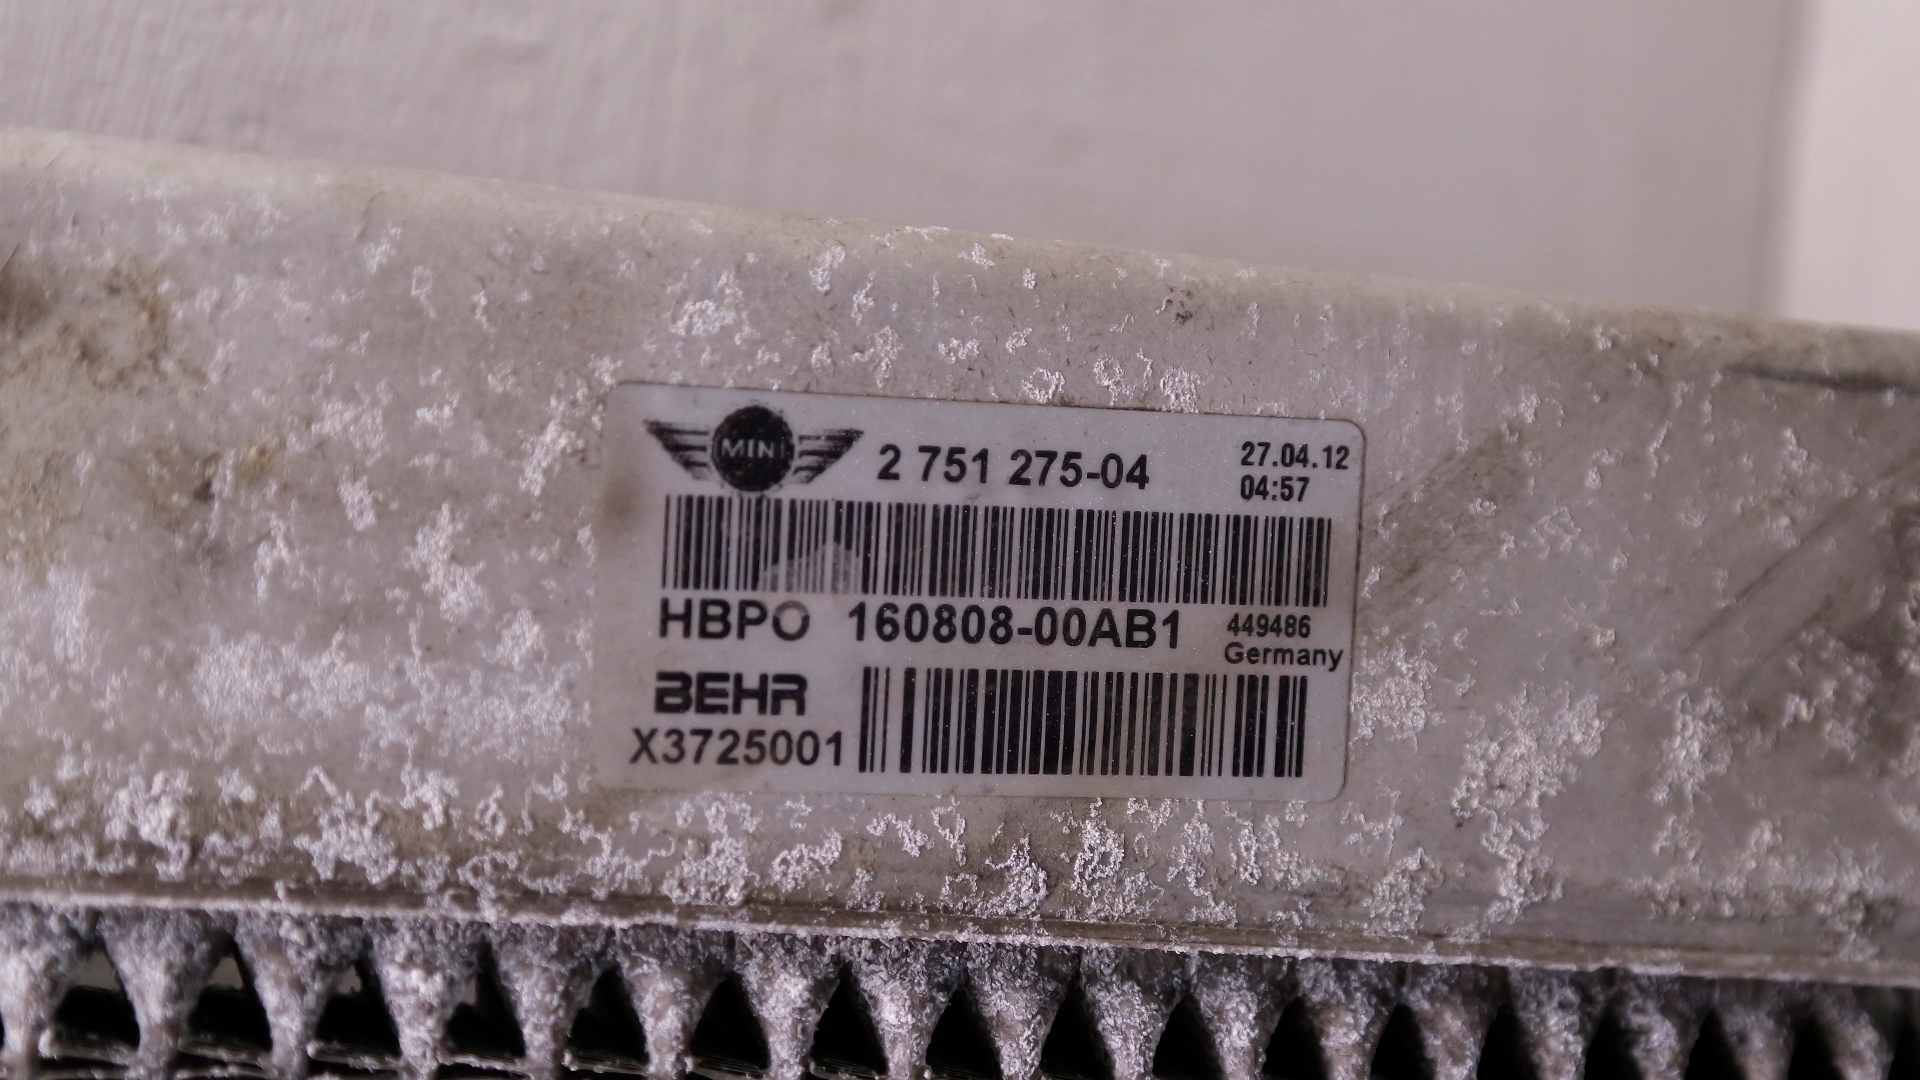 MINI 2 751 275-04 27.04.12
04:57
HBPO 160808-00AB1 449486
Germany
BEHR
X3725001